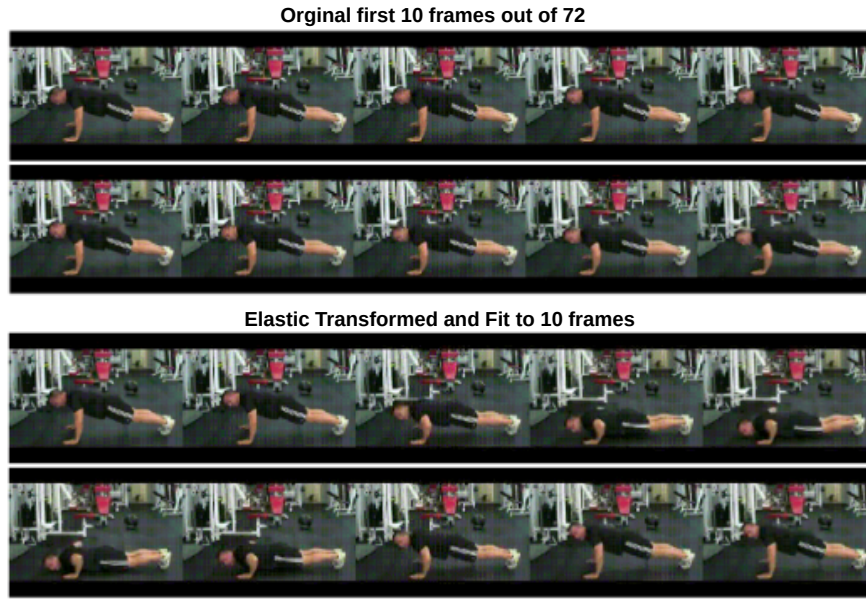 Orginal first 10 frames out of 72
Elastic Transformed and Fit to 10 frames